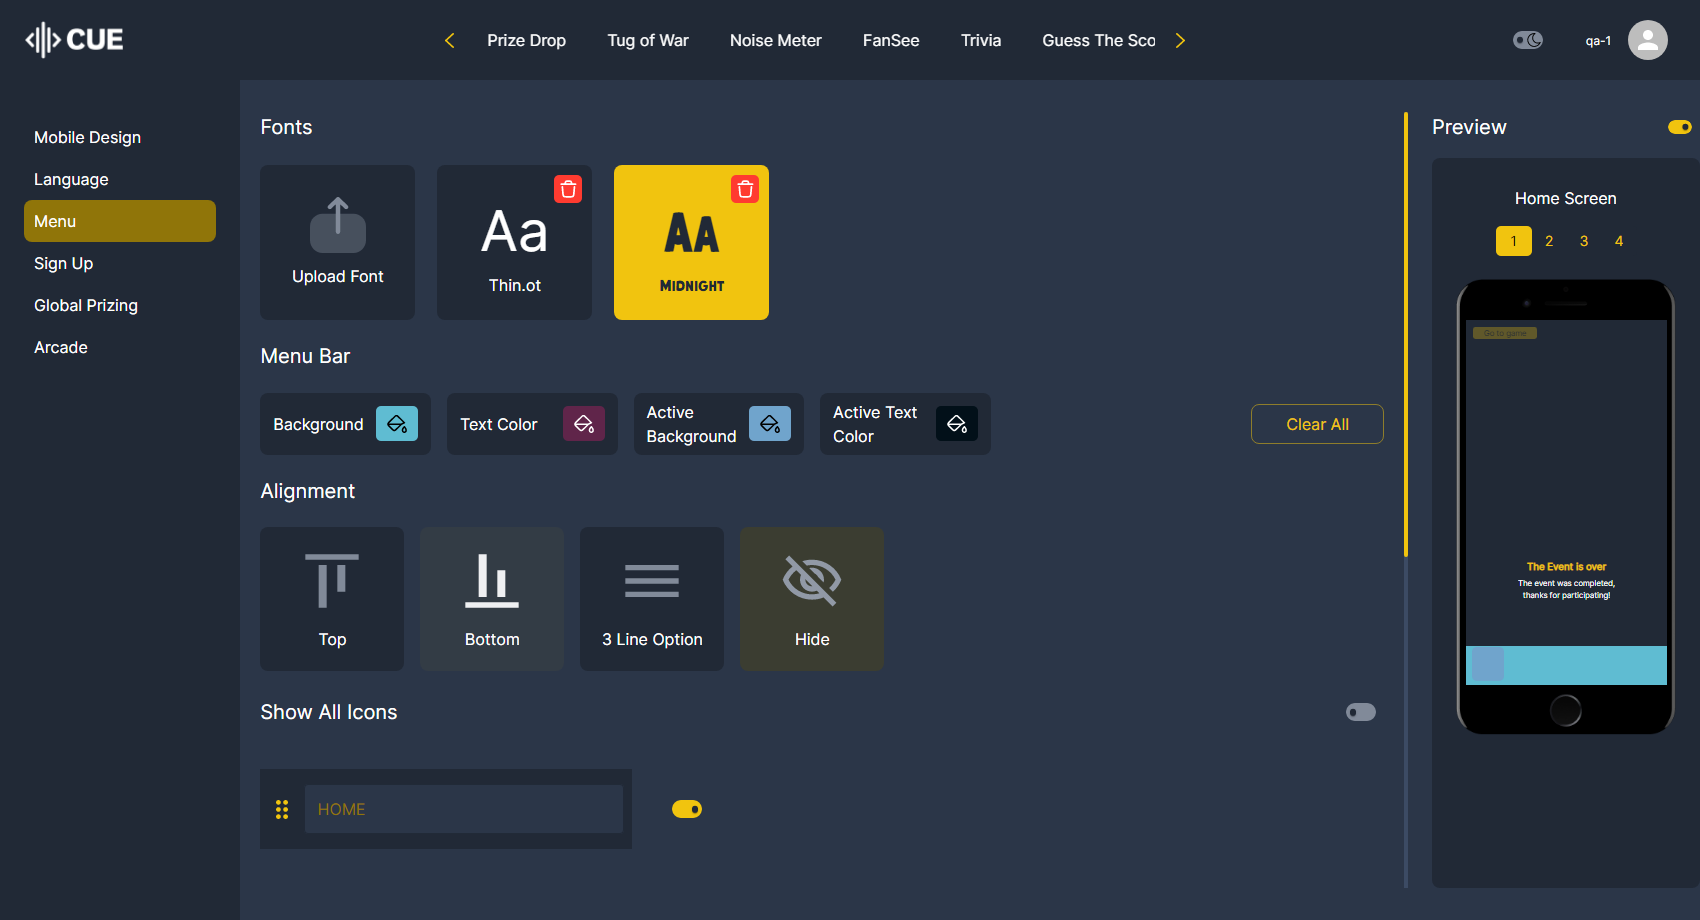 CUE
Prize Drop
Tug of War
Noise Meter
FanSee
Trivia
Guess The Sco
qa-1
Mobile Design
Language
Menu
Sign Up
Global Prizing
Arcade
Fonts
Upload Font
Aa
Thin.ot
AA
MIDNIGHT
Menu Bar
Background
Text Color
Active
Background
Active Text
Color
Clear All
Alignment
Top
Bottom
3 Line Option
Hide
Show All Icons
HOME
Preview
Home Screen
1 2 3 4
Go to game
The Event is over
The event was completed,
thanks for participating!